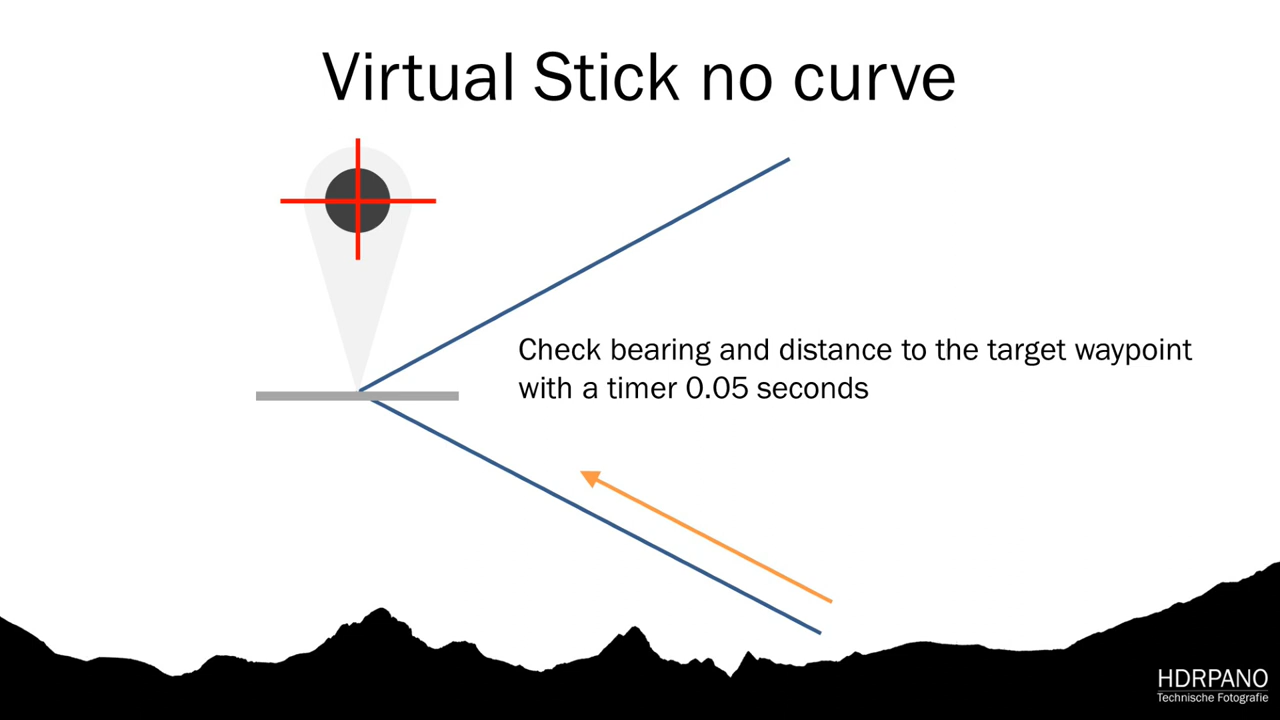 Virtual Stick no curve
Check bearing and distance to the target waypoint
with a timer 0.05 seconds
HDRPANO
Technische Fotografie